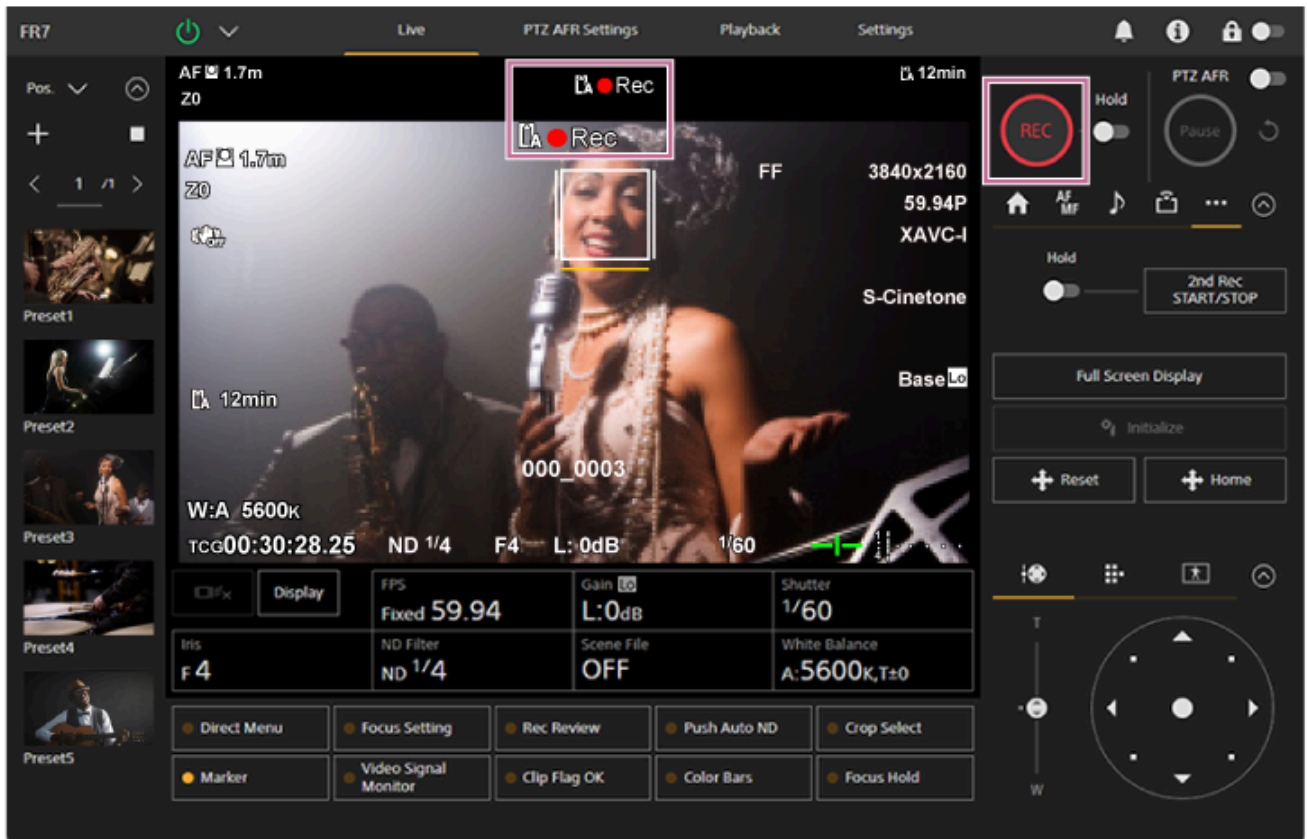 FR7
Live
PTZ AFR Settings
Playback
Settings
Pos.
1 /1
Preset1
Preset2
Preset3
Preset4
Preset5
AF 1.7m
Z0
A Rec
A 12min
A Rec
AF 1.7m
Z0
OFF
FF
3840x2160
59.94P
XAVC-I
S-Cinetone
Base Lo
A 12min
000_0003
W:A 5600K
TCG00:30:28.25 ND 1/4 F4 L: 0dB 1/60
Display
FPS
Fixed 59.94
Gain Lo
L:0dB
Shutter
1/60
Iris
F 4
ND Filter
ND 1/4
Scene File
OFF
White Balance
A:5600K,T±0
Direct Menu
Focus Setting
Rec Review
Push Auto ND
Crop Select
Marker
Video Signal
Monitor
Clip Flag OK
Color Bars
Focus Hold
REC
Hold
PTZ AFR
Pause
AF
MF
Hold
2nd Rec
START/STOP
Full Screen Display
Initialize
Reset
Home
T
W